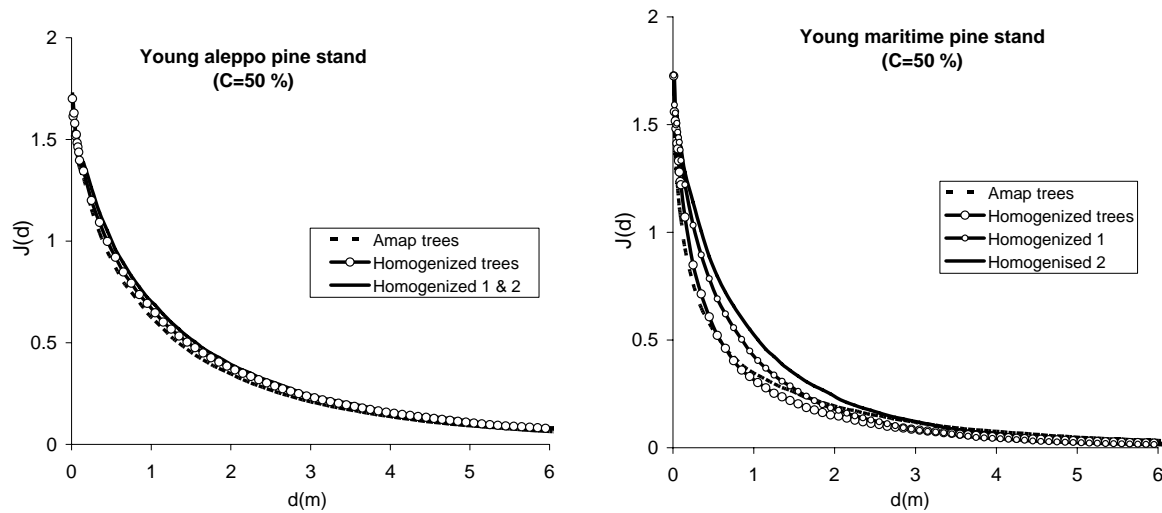 Young aleppo pine stand
(C=50 %)
2
1.5
1
0.5
0
J(d)
0 1 2 3 4 5 6
d(m)
Amap trees
Homogenized trees
Homogenized 1 & 2
Young maritime pine stand
(C=50 %)
2
1.5
1
0.5
0
J(d)
0 1 2 3 4 5 6
d(m)
Amap trees
Homogenized trees
Homogenized 1
Homogenised 2